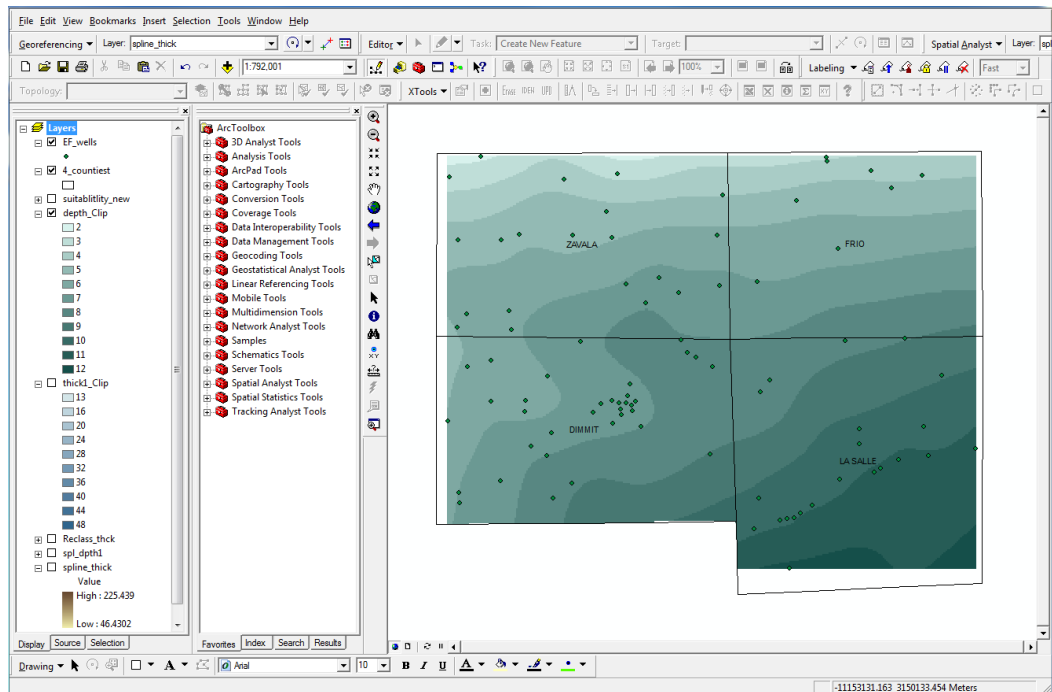 File Edit View Bookmarks Insert Selection Tools Window Help
Georeferencing Layer: spline_thick Editor Task: Create New Feature Target: Spatial Analyst Layer: spl
1:792.001 100% Labeling Fast
Topology: XTools
Layers
EF_wells
4_countiest
suitablitlity_new
depth_Clip
2
3
4
5
6
7
8
9
10
11
12
thick1_Clip
13
16
20
24
28
32
36
40
44
48
Reclass_thck
spl_dpth1
spline_thick
Value
High : 225.439
Low : 46.4302
Display Source Selection
ArcToolbox
3D Analyst Tools
Analysis Tools
ArcPad Tools
Cartography Tools
Conversion Tools
Coverage Tools
Data Interoperability Tools
Data Management Tools
Geocoding Tools
Geostatistical Analyst Tools
Linear Referencing Tools
Mobile Tools
Multidimension Tools
Network Analyst Tools
Samples
Schematics Tools
Server Tools
Spatial Analyst Tools
Spatial Statistics Tools
Tracking Analyst Tools
Favorites Index Search Results
ZAVALA
FRIO
DIMMIT
LA SALLE
Drawing A Arial 10 B I U A
-11153131.163 3150133.454 Meters